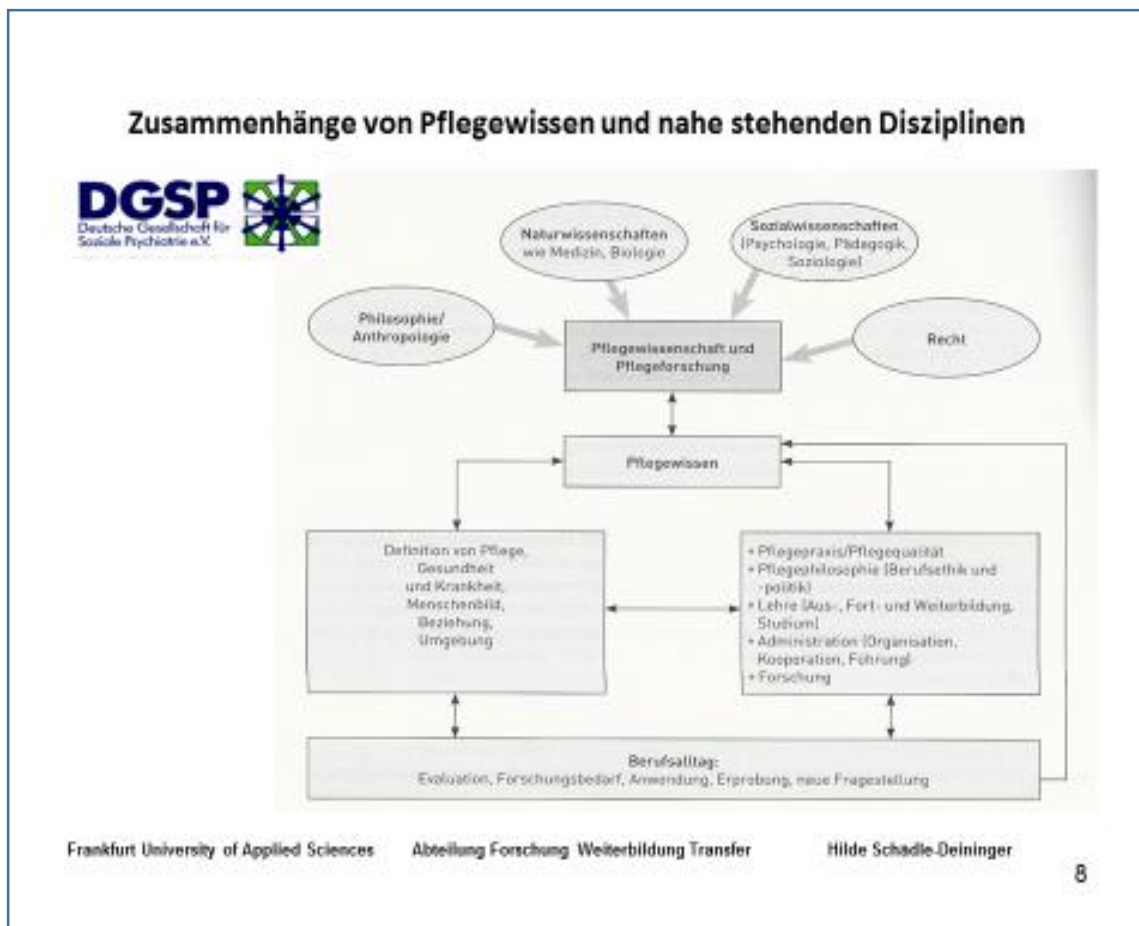 Zusammenhänge von Pflegewissen und nahe stehenden Disziplinen
DGSP
Deutsche Gesellschaft für
Soziale Psychiatrie e.V.
Naturwissenschaften
wie Medizin, Biologie
Sozialwissenschaften
(Psychologie, Pädagogik,
Soziologie)
Philosophie/
Anthropologie
Pflegewissenschaft und
Pflegeforschung
Recht
Pflegewissen
Definition von Pflege,
Gesundheit
und Krankheit,
Menschenbild,
Beziehung,
Umgebung
+ Pflegepraxis/Pflegequalität
+ Pflegephilosophie (Berufsethik und
-politik)
+ Lehre (Aus-, Fort- und Weiterbildung,
Studium)
+ Administration (Organisation,
Kooperation, Führung)
+ Forschung
Berufsalltag:
Evaluation, Forschungsbedarf, Anwendung, Erprobung, neue Fragestellung
Frankfurt University of Applied Sciences Abteilung Forschung Weiterbildung Transfer Hilde Schädle-Deininger
8